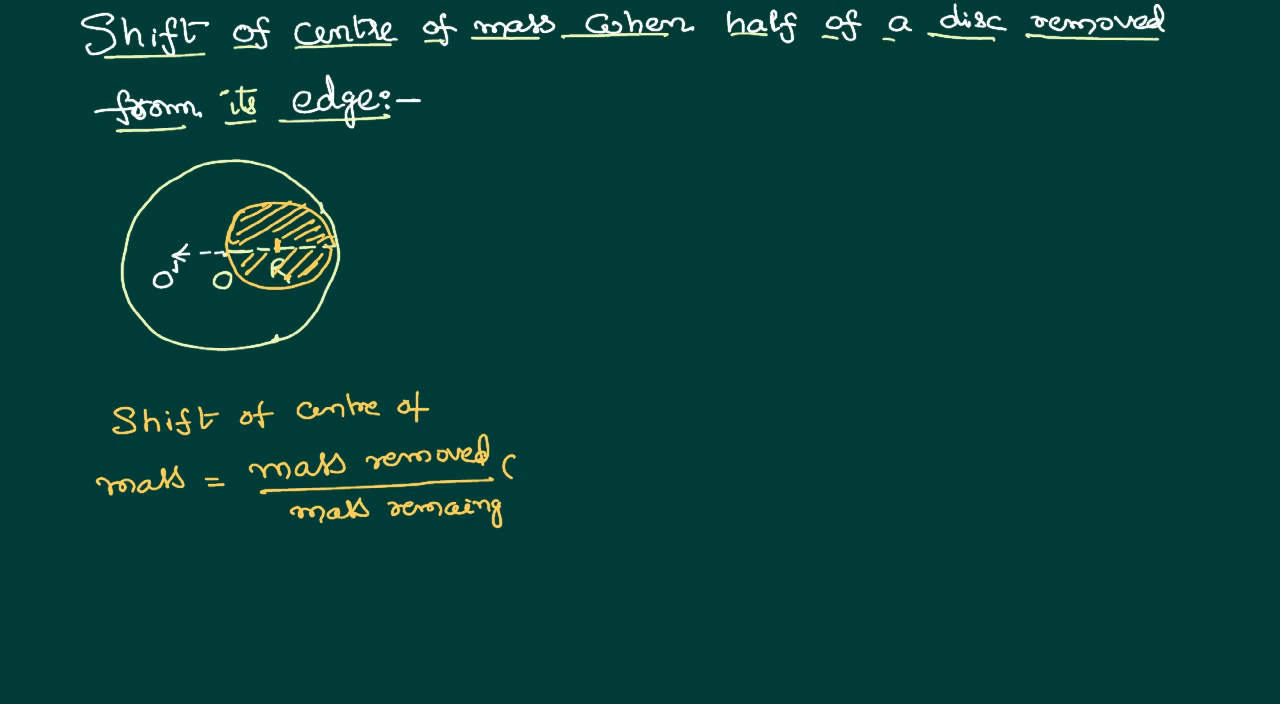 Shift of centre of mass when half of a disc removed
from its edge:-
O' O R
Shift of centre of
mass = mass removed (
mass remaing